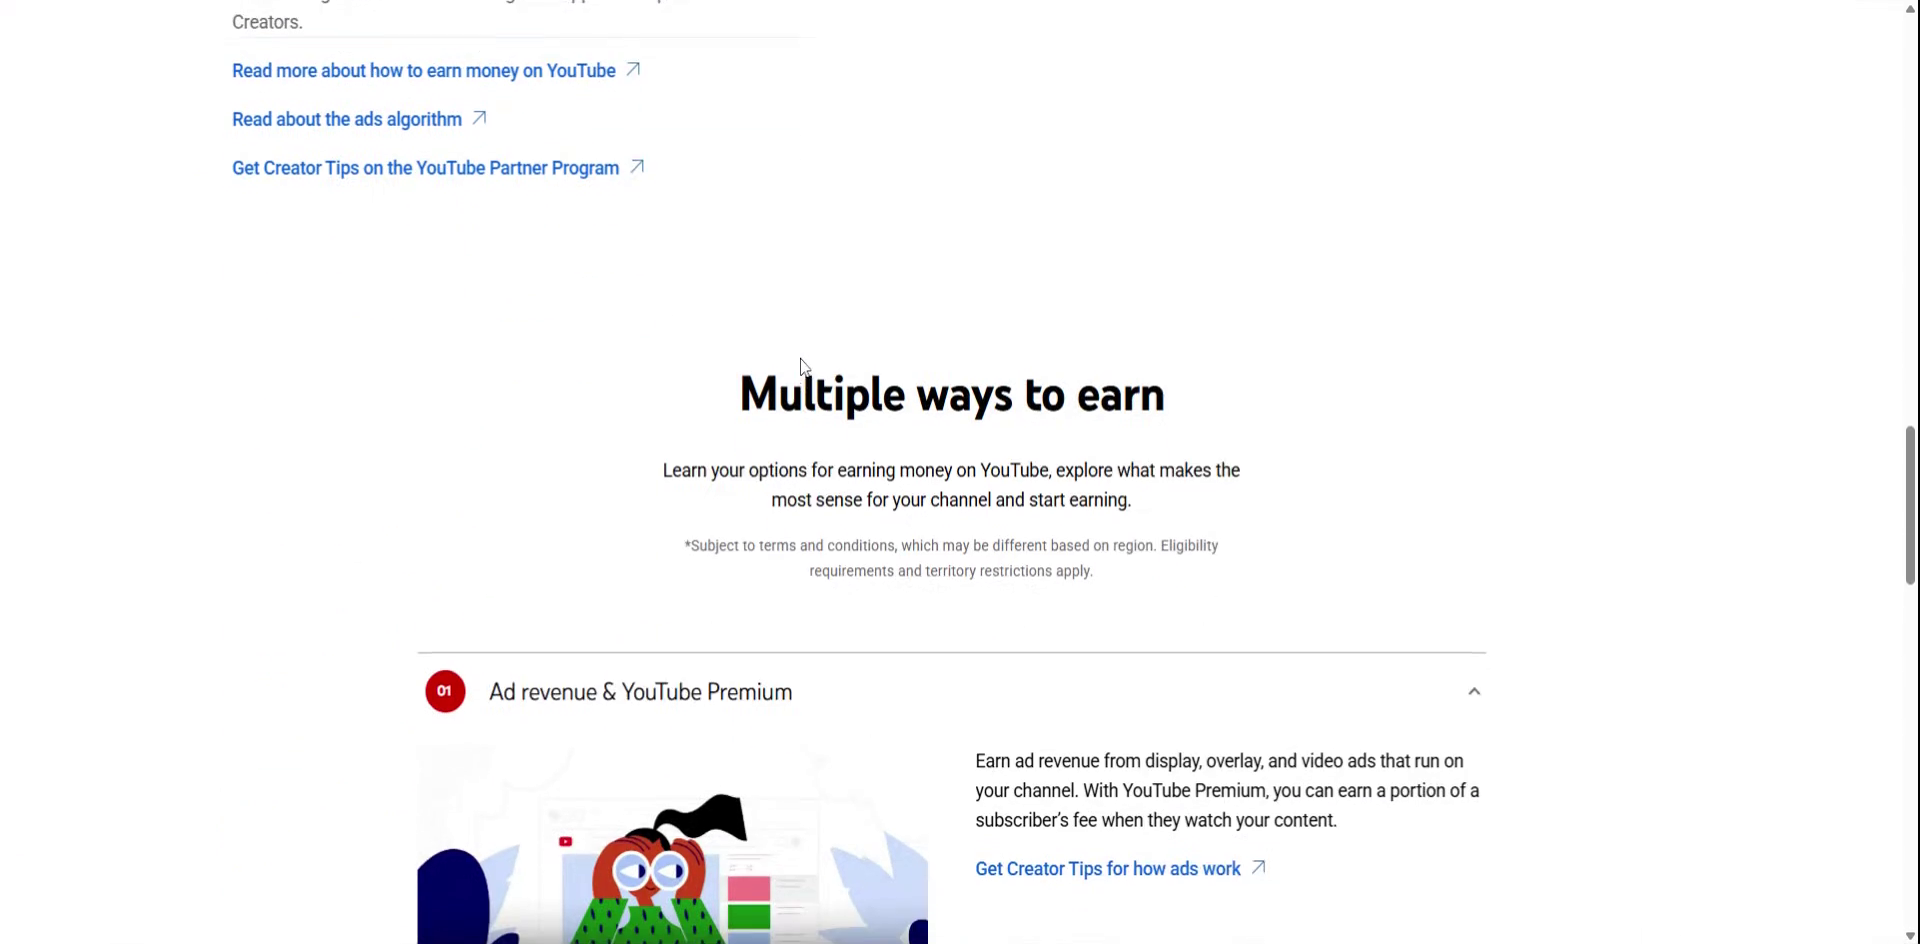 Creators.
Read more about how to earn money on YouTube
Read about the ads algorithm
Get Creator Tips on the YouTube Partner Program
Multiple ways to earn
Learn your options for earning money on YouTube, explore what makes the
most sense for your channel and start earning.
*Subject to terms and conditions, which may be different based on region. Eligibility
requirements and territory restrictions apply.
01 Ad revenue & YouTube Premium
Earn ad revenue from display, overlay, and video ads that run on
your channel. With YouTube Premium, you can earn a portion of a
subscriber’s fee when they watch your content.
Get Creator Tips for how ads work